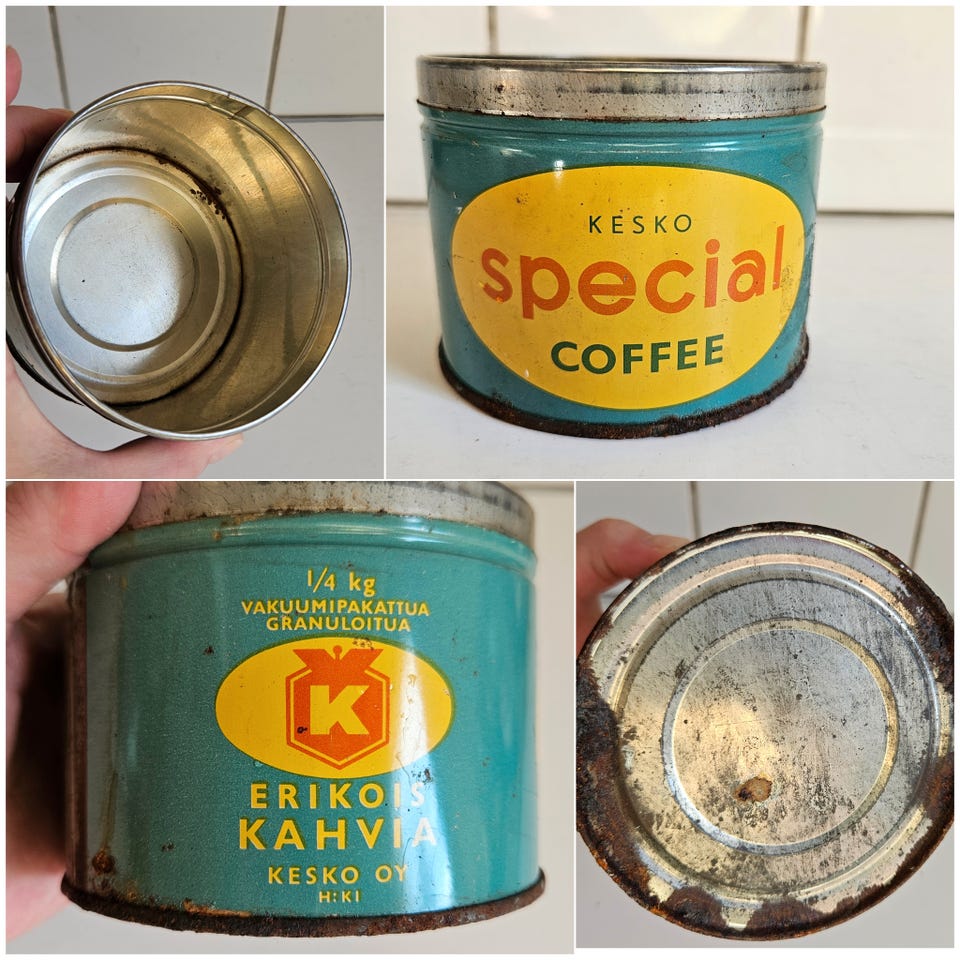 KESKO
special
COFFEE
1/4 kg
VAKUUMIPAKATTUA
GRANULOITUA
K
ERIKOIS
KAHVIA
KESKO OY
H:KI